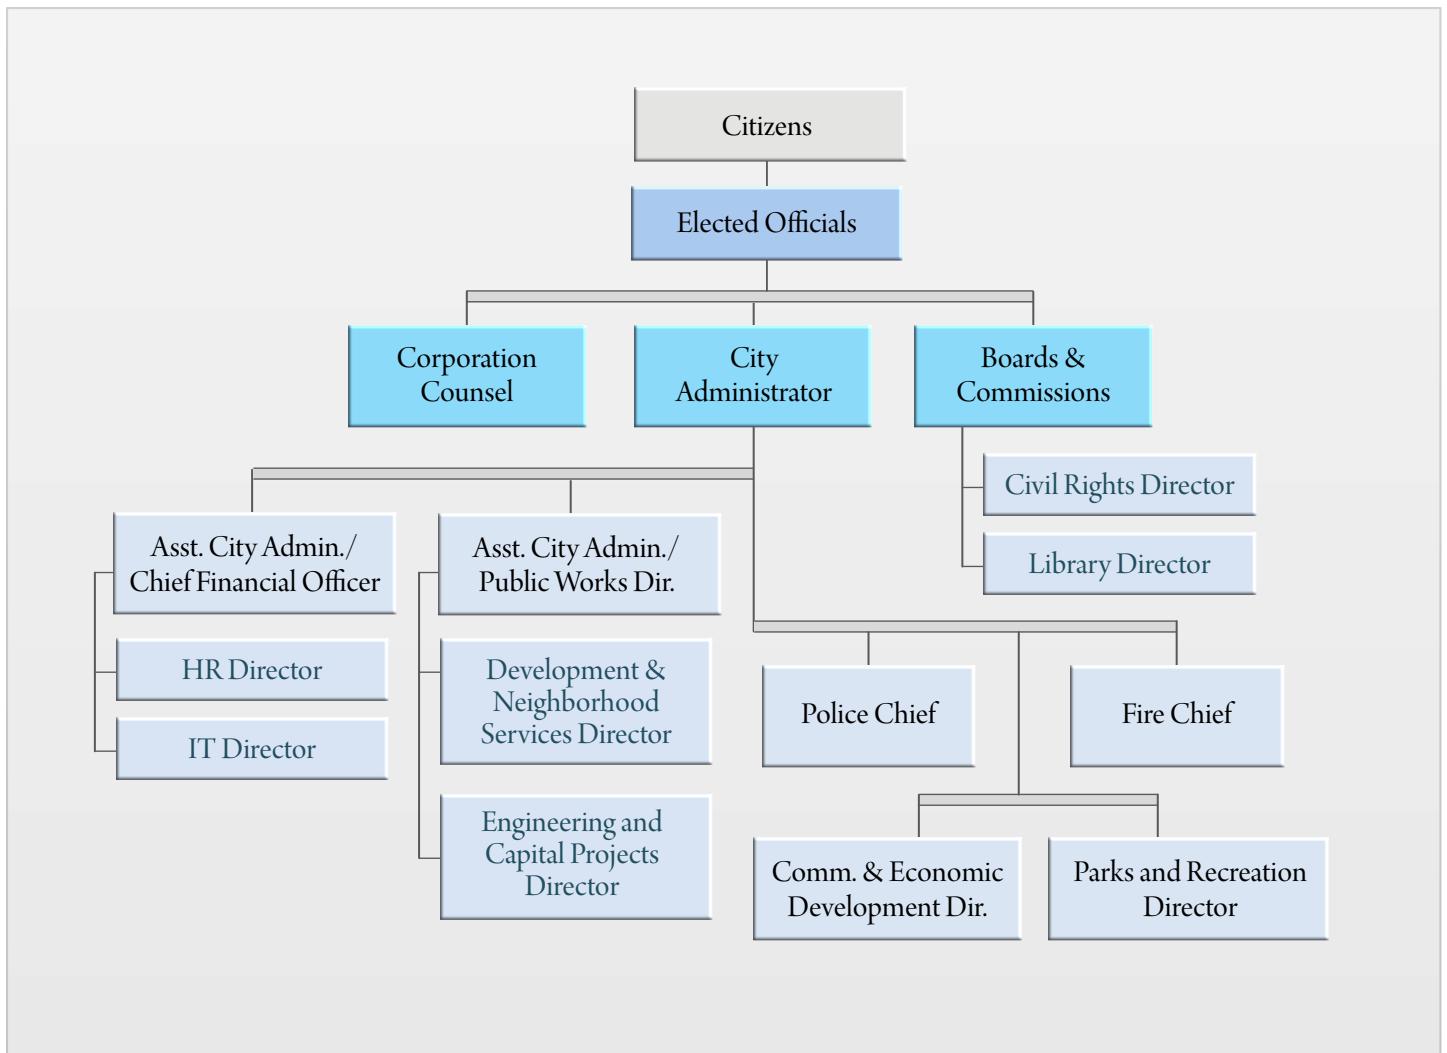 Citizens
Elected Officials
Corporation
Counsel
City
Administrator
Boards &
Commissions
Civil Rights Director
Library Director
Asst. City Admin./
Chief Financial Officer
HR Director
IT Director
Asst. City Admin./
Public Works Dir.
Development &
Neighborhood
Services Director
Engineering and
Capital Projects
Director
Police Chief
Fire Chief
Comm. & Economic
Development Dir.
Parks and Recreation
Director